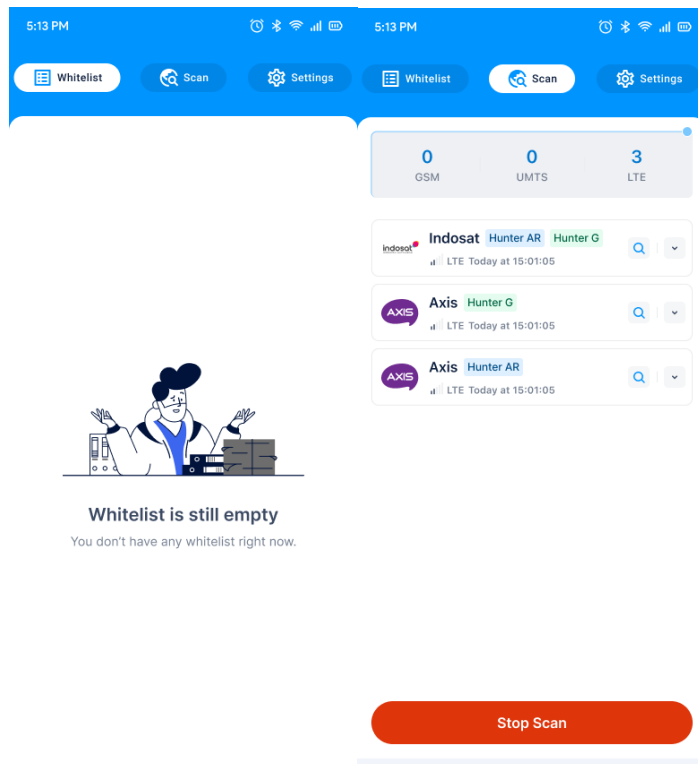 5:13 PM
Whitelist
Scan
Settings
Whitelist is still empty
You don't have any whitelist right now.
5:13 PM
Whitelist
Scan
Settings
0
0
3
GSM
UMTS
LTE
indosat
Indosat Hunter AR Hunter G
LTE Today at 15:01:05
AXIS
Axis Hunter G
LTE Today at 15:01:05
AXIS
Axis Hunter AR
LTE Today at 15:01:05
Stop Scan